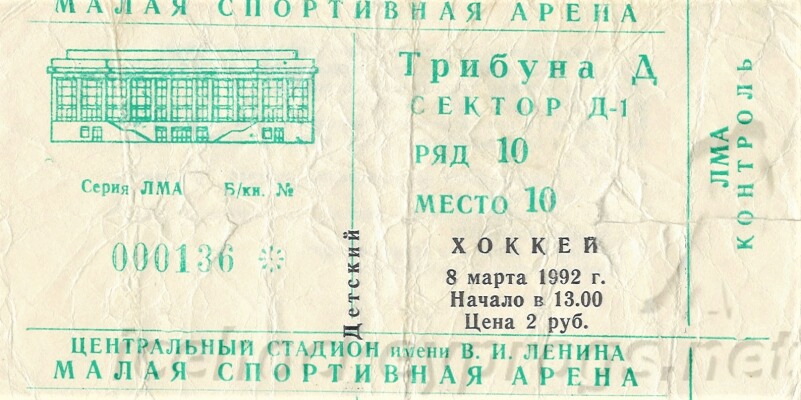 МАЛАЯ СПОРТИВНАЯ АРЕНА
Трибуна Д
СЕКТОР Д-1
РЯД 10
МЕСТО 10
Серия ЛМА Б/кн. №
000136
Детский
ХОККЕЙ
8 марта 1992 г.
Начало в 13.00
Цена 2 руб.
ЛМА
КОНТРОЛЬ
ЦЕНТРАЛЬНЫЙ СТАДИОН имени В. И. ЛЕНИНА
МАЛАЯ СПОРТИВНАЯ АРЕНА